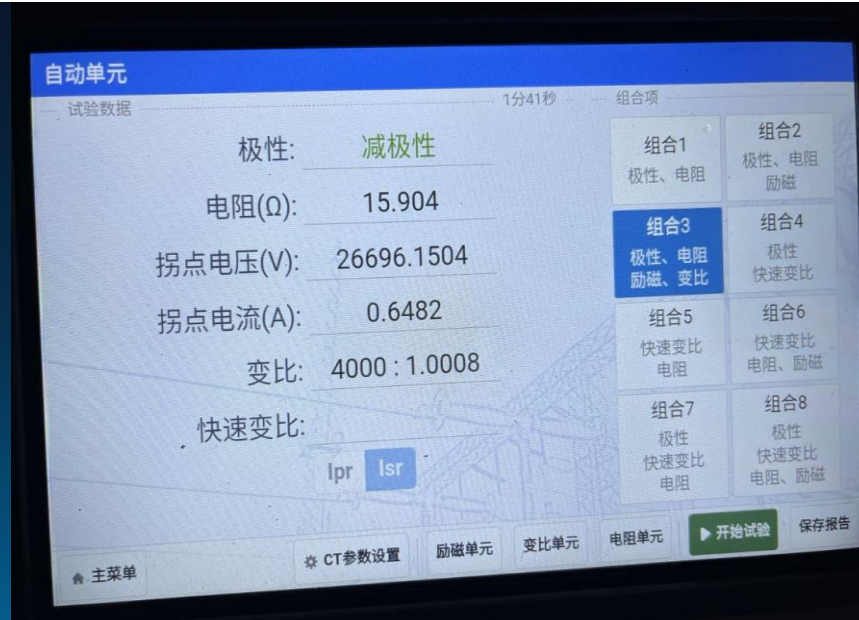 自动单元
试验数据
1分41秒
极性: 减极性
电阻(Ω): 15.904
拐点电压(V): 26696.1504
拐点电流(A): 0.6482
变比: 4000 : 1.0008
快速变比:
Ipr Isr
组合项
组合1
极性、电阻
组合2
极性、电阻
励磁
组合3
极性、电阻
励磁、变比
组合4
极性
快速变比
组合5
快速变比
电阻
组合6
快速变比
电阻、励磁
组合7
极性
快速变比
电阻
组合8
极性
快速变比
电阻、励磁
主菜单
CT参数设置
励磁单元
变比单元
电阻单元
开始试验
保存报告